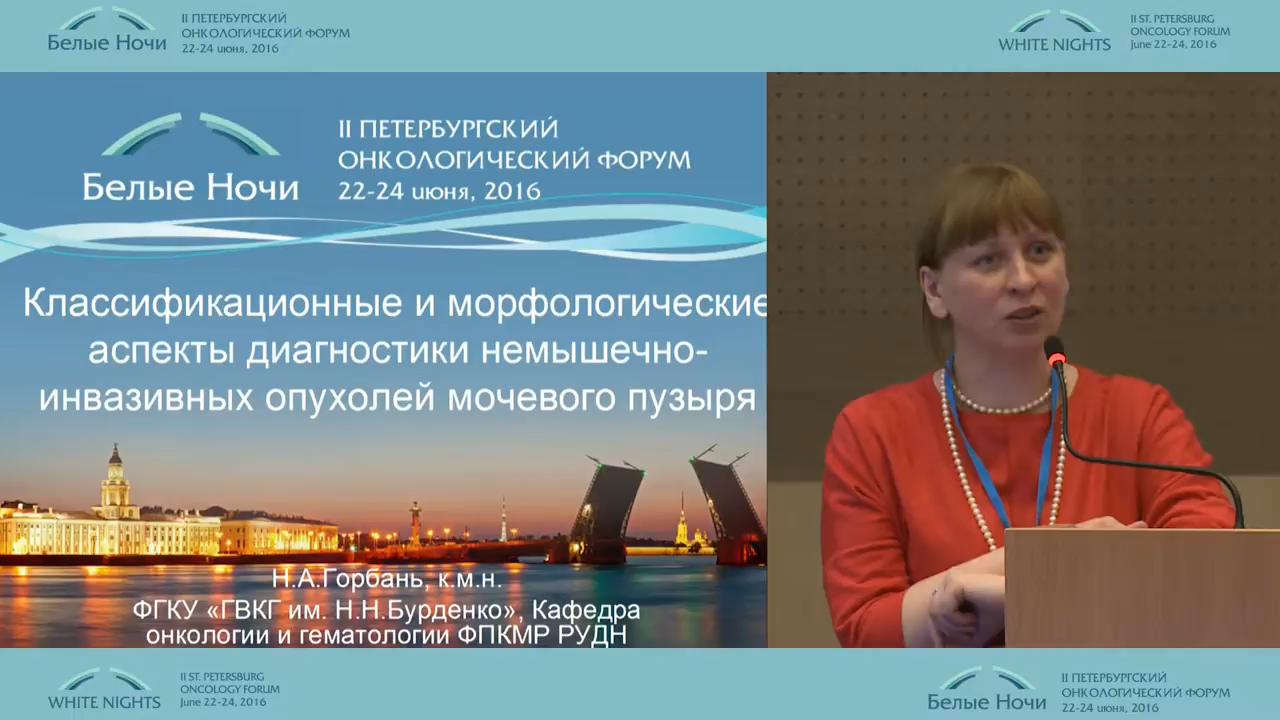 Белые Ночи
II ПЕТЕРБУРГСКИЙ
ОНКОЛОГИЧЕСКИЙ ФОРУМ
22-24 июня, 2016
WHITE NIGHTS
II ST. PETERSBURG
ONCOLOGY FORUM
June 22-24, 2016
Белые Ночи
II ПЕТЕРБУРГСКИЙ
ОНКОЛОГИЧЕСКИЙ ФОРУМ
22-24 июня, 2016
Классификационные и морфологические
аспекты диагностики немышечно-
инвазивных опухолей мочевого пузыря
Н.А.Горбань, к.м.н.
ФГКУ «ГВКГ им. Н.Н.Бурденко», Кафедра
онкологии и гематологии ФПКМР РУДН
WHITE NIGHTS
II ST. PETERSBURG
ONCOLOGY FORUM
June 22-24, 2016
Белые Ночи
II ПЕТЕРБУРГСКИЙ
ОНКОЛОГИЧЕСКИЙ ФОРУМ
22-24 июня, 2016